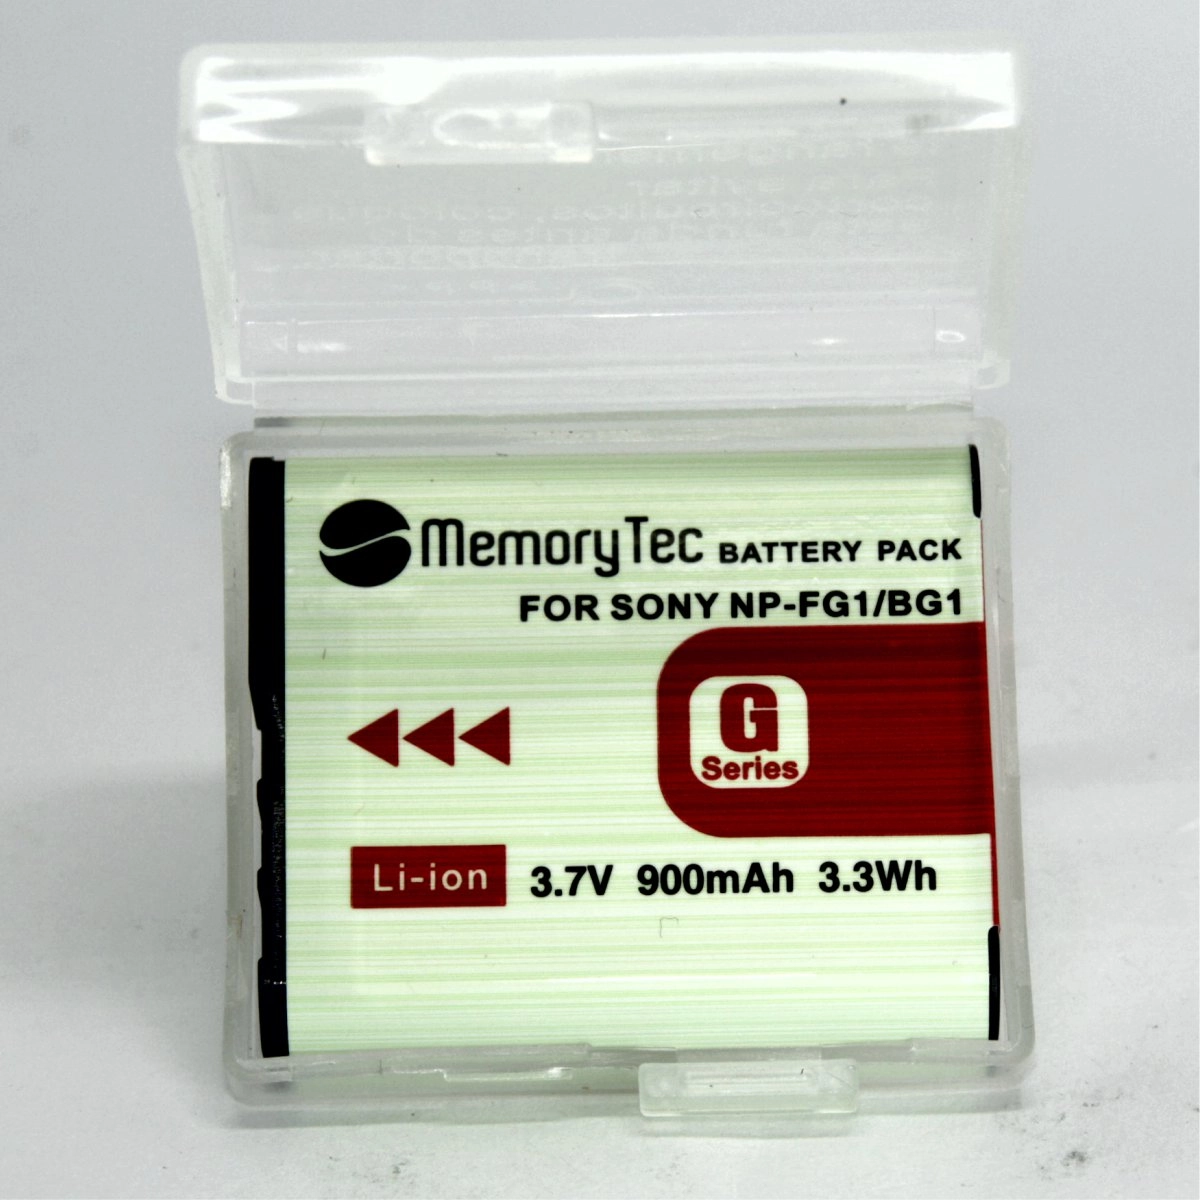 MemoryTec BATTERY PACK
FOR SONY NP-FG1/BG1
G
Series
Li-ion 3.7V 900mAh 3.3Wh